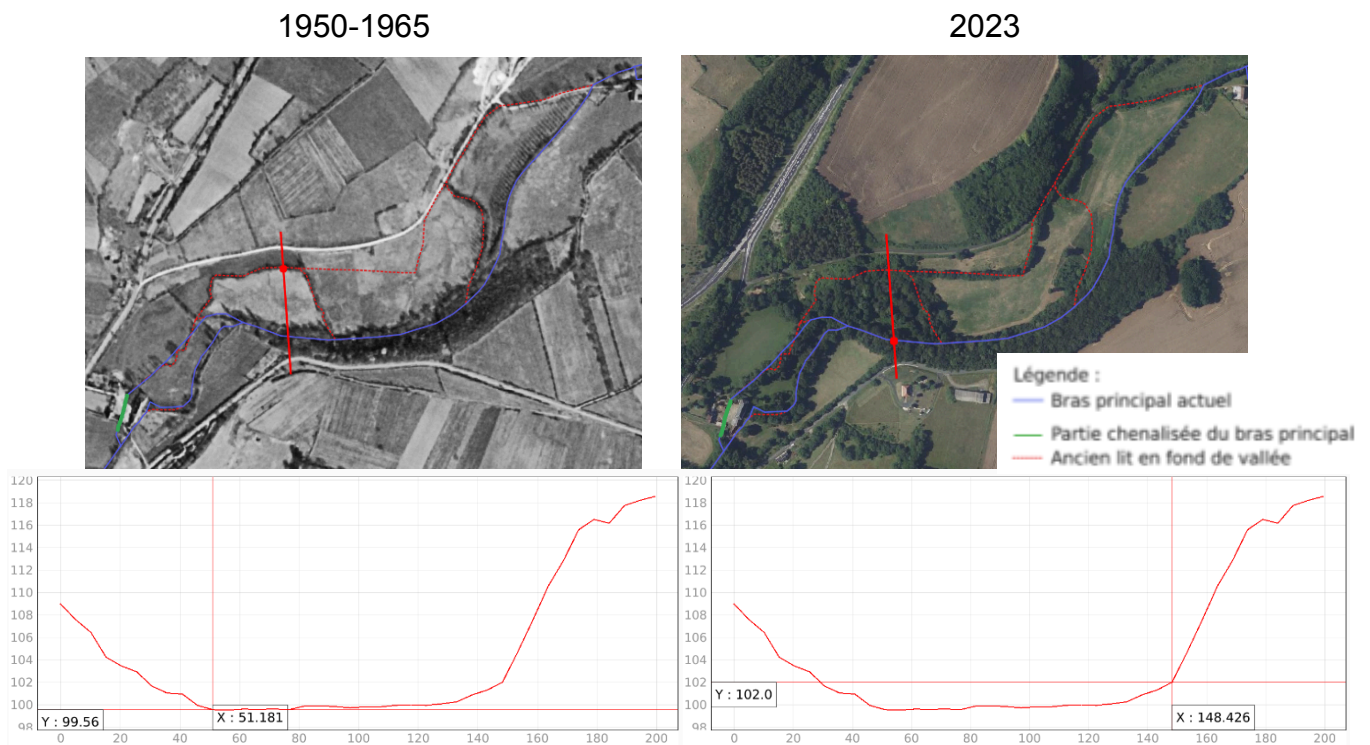 1950-1965
2023
Légende :
Bras principal actuel
Partie chenalisée du bras principal
Ancien lit en fond de vallée
120
118
116
114
112
110
108
106
104
102
100
98
Y : 99.56
X : 51.181
0 20 40 60 80 100 120 140 160 180 200
120
118
116
114
112
110
108
106
104
102
100
98
Y : 102.0
X : 148.426
0 20 40 60 80 100 120 140 160 180 200